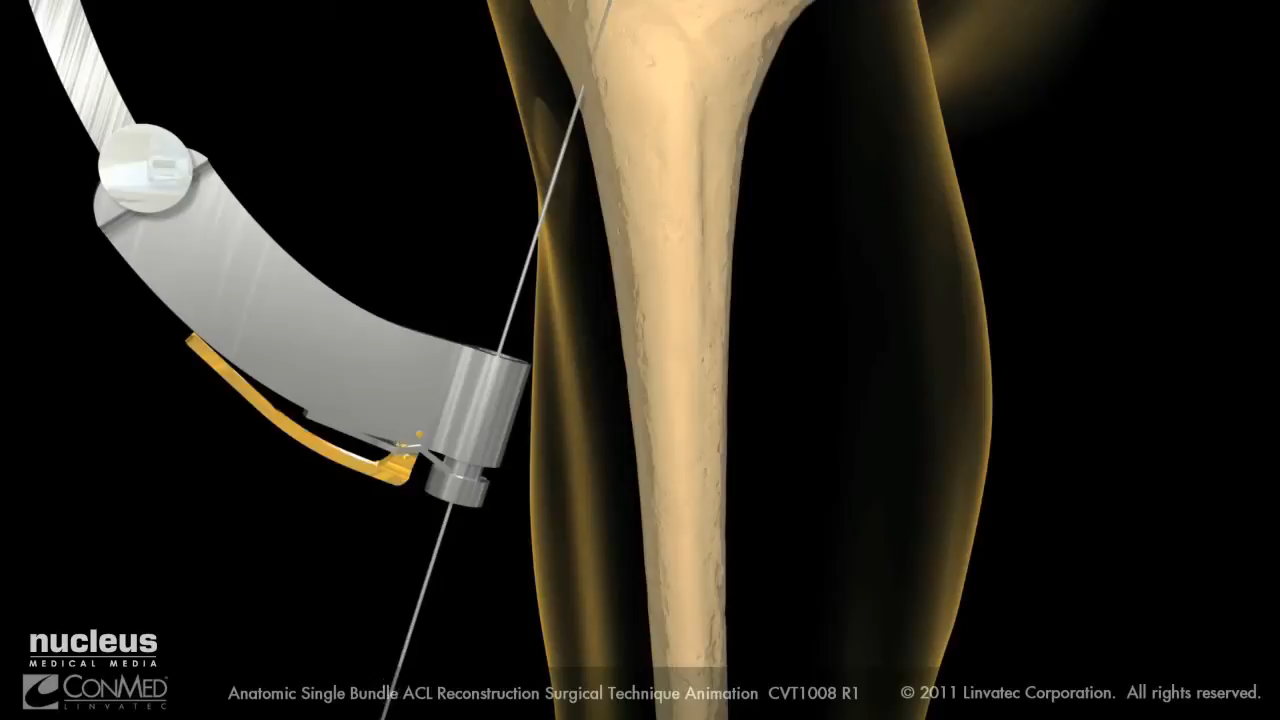 nucleus
MEDICAL MEDIA
CONMED
LINVATEC
Anatomic Single Bundle ACL Reconstruction Surgical Technique Animation CVT1008 R1
© 2011 Linvatec Corporation. All rights reserved.